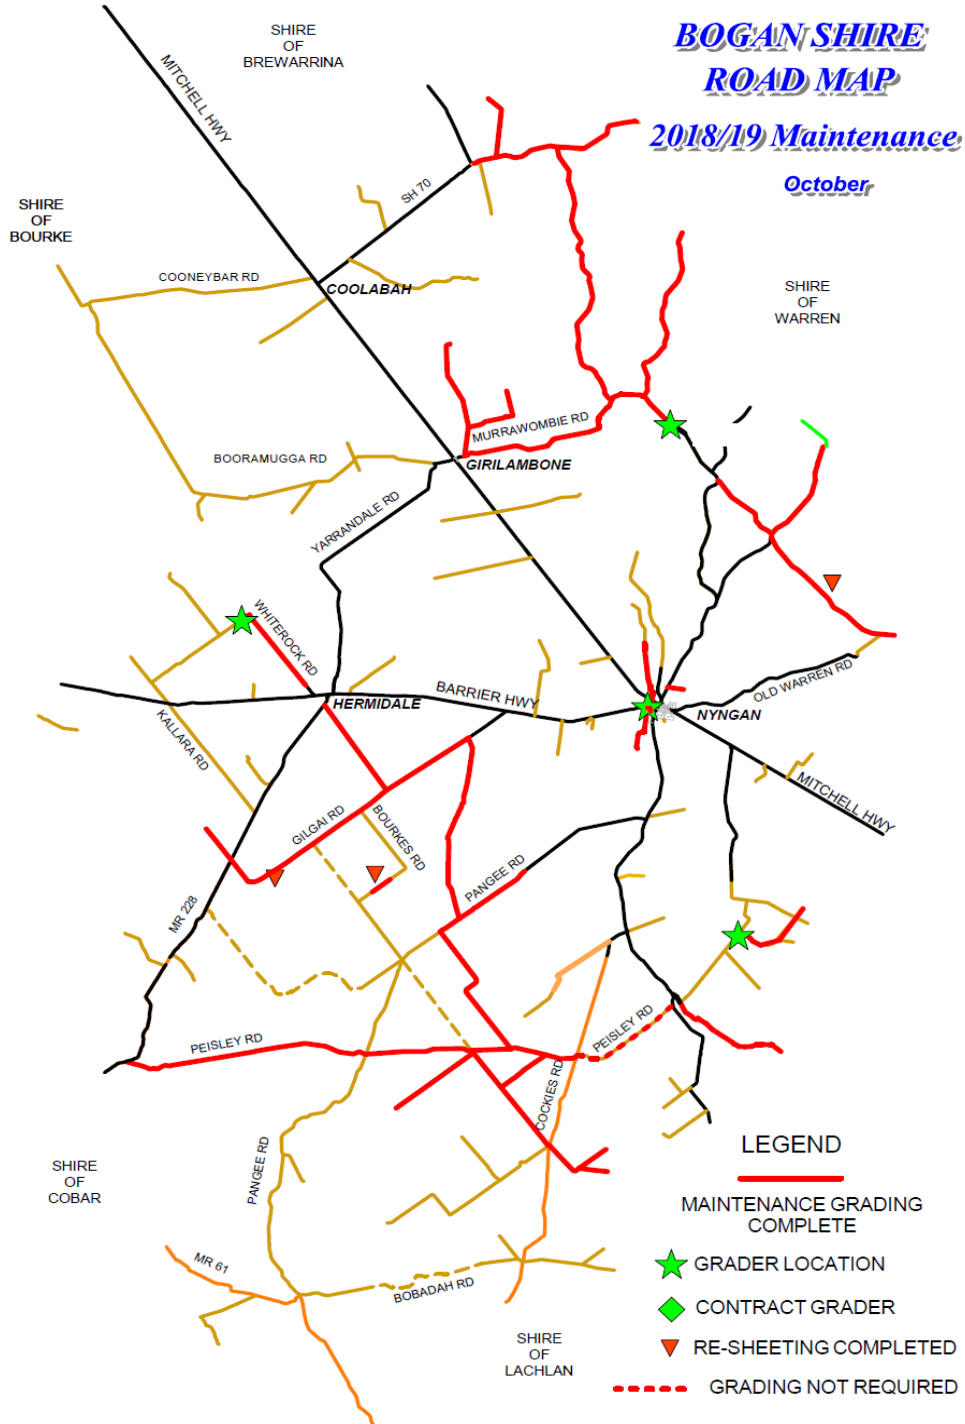 BOGAN SHIRE
ROAD MAP
2018/19 Maintenance
October
SHIRE
OF
BREWARRINA
MITCHELL HWY
SHIRE
OF
BOURKE
SH 70
COONEYBAR RD
COOLABAH
SHIRE
OF
WARREN
MURRAWOMBIE RD
BOORAMUGGA RD
GIRILAMBONE
YARRANDALE RD
WHITEROCK RD
HERMIDALE
BARRIER HWY
OLD WARREN RD
NYNGAN
KALLARA RD
MITCHELL HWY
GILGAI RD
BOURKES RD
PANGEE RD
MR 228
PEISLEY RD
PEISLEY RD
COCKIES RD
PANGEE RD
SHIRE
OF
COBAR
MR 61
BOBADAH RD
SHIRE
OF
LACHLAN
LEGEND
MAINTENANCE GRADING
COMPLETE
GRADER LOCATION
CONTRACT GRADER
RE-SHEETING COMPLETED
GRADING NOT REQUIRED